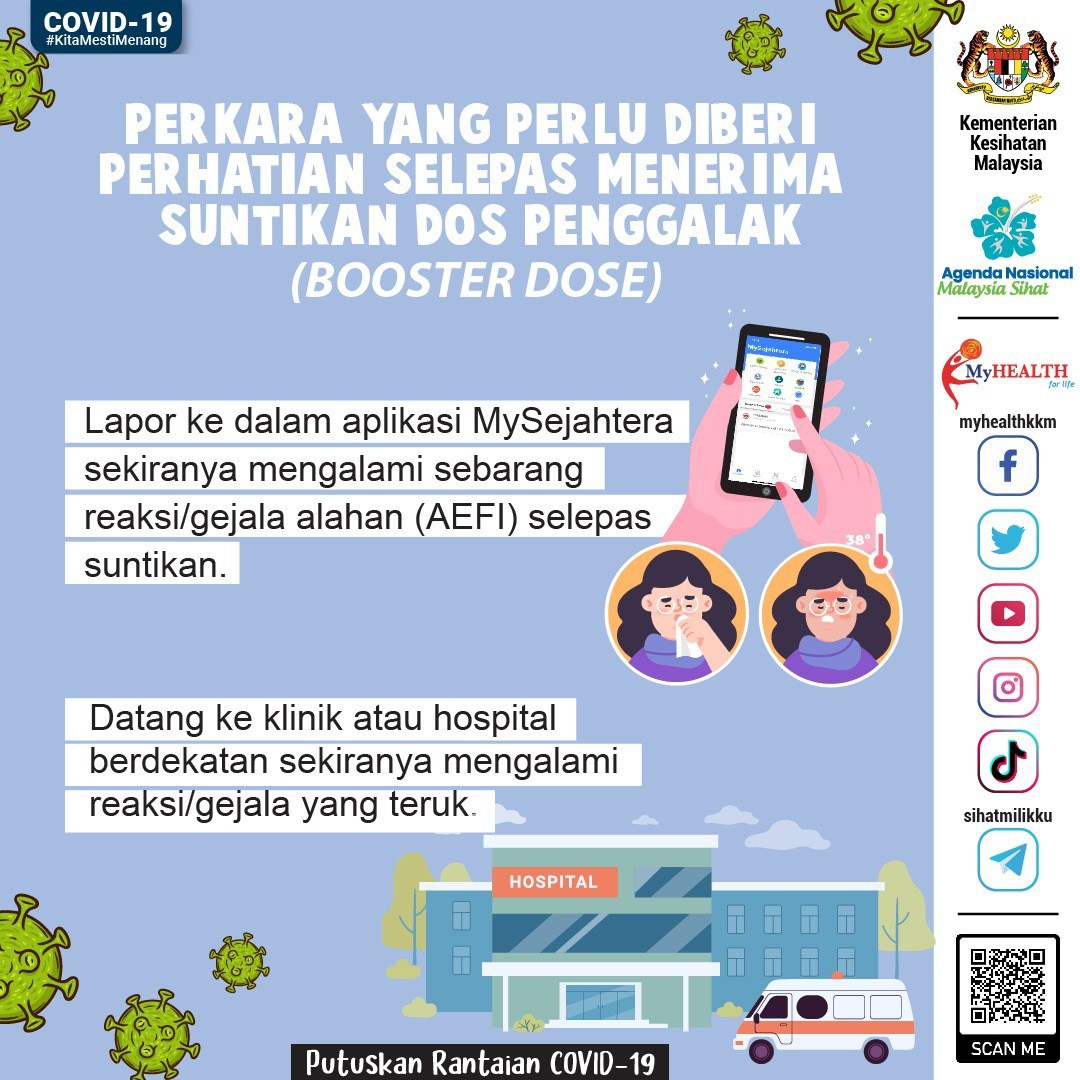 COVID-19
#KitaMestiMenang
PERKARA YANG PERLU DIBERI
PERHATIAN SELEPAS MENERIMA
SUNTIKAN DOS PENGGALAK
(BOOSTER DOSE)
Lapor ke dalam aplikasi MySejahtera
sekiranya mengalami sebarang
reaksi/gejala alahan (AEFI) selepas
suntikan.
MySejahtera
38°
Datang ke klinik atau hospital
berdekatan sekiranya mengalami
reaksi/gejala yang teruk.
HOSPITAL
Putuskan Rantaian COVID-19
Kementerian
Kesihatan
Malaysia
Agenda Nasional
Malaysia Sihat
MyHEALTH
for life
myhealthkkm
sihatmilikku
SCAN ME